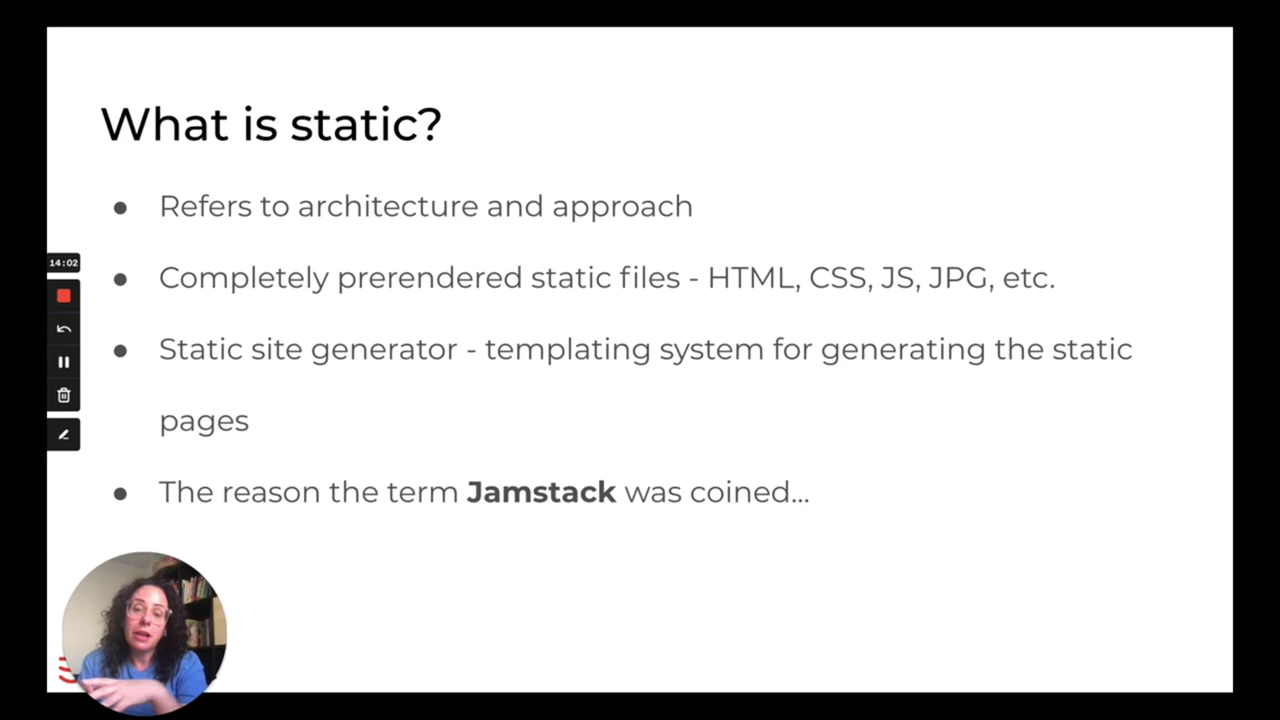 What is static?
● Refers to architecture and approach
● Completely prerendered static files - HTML, CSS, JS, JPG, etc.
14:02
● Static site generator - templating system for generating the static
pages
● The reason the term Jamstack was coined...